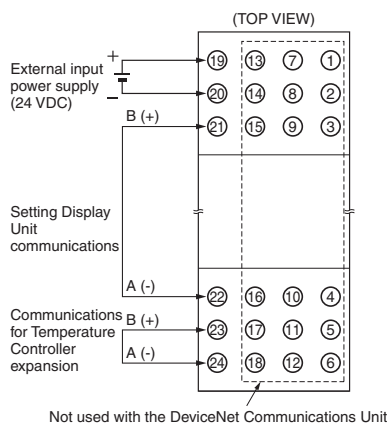 (TOP VIEW)
+
External input
power supply
(24 VDC)
–
B (+)
19 13 7 1
20 14 8 2
21 15 9 3
Setting Display
Unit
communications
A (-)
Communications
for Temperature
Controller
expansion
B (+)
A (-)
22 16 10 4
23 17 11 5
24 18 12 6
Not used with the DeviceNet Communications Unit